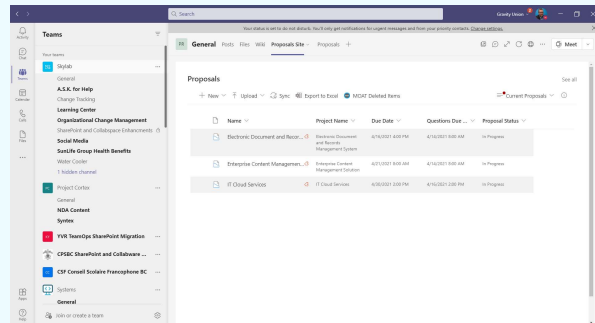 Search
Gravity Union
Your status is set to do not disturb. You'll only get notifications for urgent messages and from your priority contacts. Change settings.
Activity
Chat
Teams
Calendar
Calls
Files
Apps
Help
Teams
Your teams
Skylab
General
A.S.K. for Help
Change Tracking
Learning Center
Organizational Change Management
SharePoint and Collabspace Enhancments
Social Media
SunLife Group Health Benefits
Water Cooler
1 hidden channel
Project Cortex
General
NDA Content
Syntex
YVR TeamOps SharePoint Migration
CPSBC SharePoint and Collabware ...
CSF Conseil Scolaire Francophone BC
Systems
General
Join or create a team
General Posts Files Wiki Proposals Site Proposals
Meet
Proposals
See all
New Upload Sync Export to Excel MOAT Deleted Items Current Proposals
Name Project Name Due Date Questions Due ... Proposal Status
Electronic Document and Recor... Electronic Document 4/16/2021 4:00 PM 4/14/2021 9:00 AM In Progress
and Records
Management System
Enterprise Content Managemen... Enterprise Content 4/21/2021 8:00 AM 4/14/2021 9:00 AM In Progress
Management Solution
IT Cloud Services IT Cloud Services 4/30/2021 2:00 PM 4/16/2021 2:00 PM In Progress